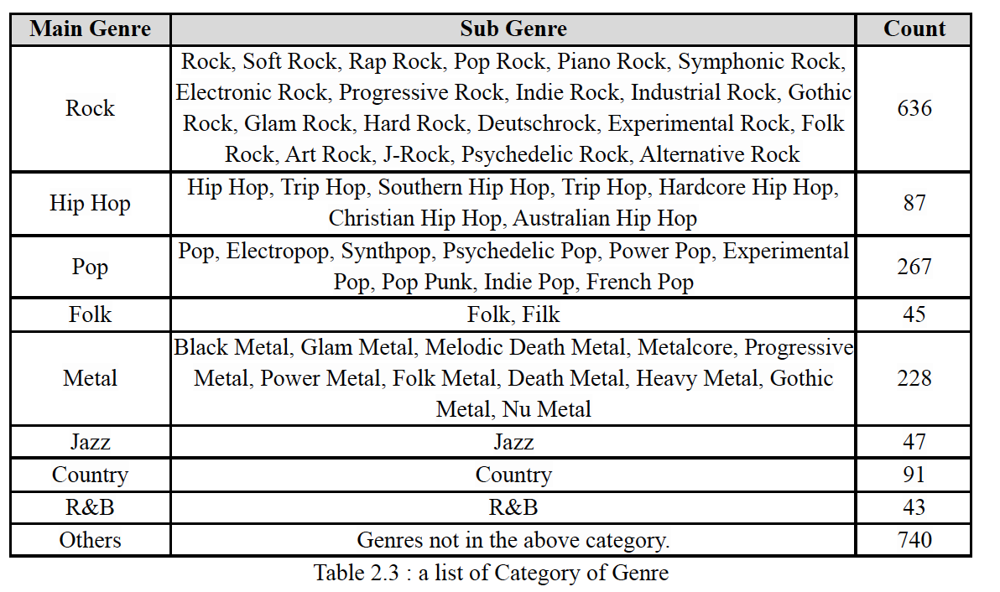 Main Genre Sub Genre Count
Rock
Rock, Soft Rock, Rap Rock, Pop Rock, Piano Rock, Symphonic Rock,
Electronic Rock, Progressive Rock, Indie Rock, Industrial Rock, Gothic
Rock, Glam Rock, Hard Rock, Deutschrock, Experimental Rock, Folk
Rock, Art Rock, J-Rock, Psychedelic Rock, Alternative Rock
636
Hip Hop
Hip Hop, Trip Hop, Southern Hip Hop, Trip Hop, Hardcore Hip Hop,
Christian Hip Hop, Australian Hip Hop
87
Pop
Pop, Electropop, Synthpop, Psychedelic Pop, Power Pop, Experimental
Pop, Pop Punk, Indie Pop, French Pop
267
Folk Folk, Filk 45
Metal
Black Metal, Glam Metal, Melodic Death Metal, Metalcore, Progressive
Metal, Power Metal, Folk Metal, Death Metal, Heavy Metal, Gothic
Metal, Nu Metal
228
Jazz Jazz 47
Country Country 91
R&B R&B 43
Others Genres not in the above category. 740
Table 2.3 : a list of Category of Genre